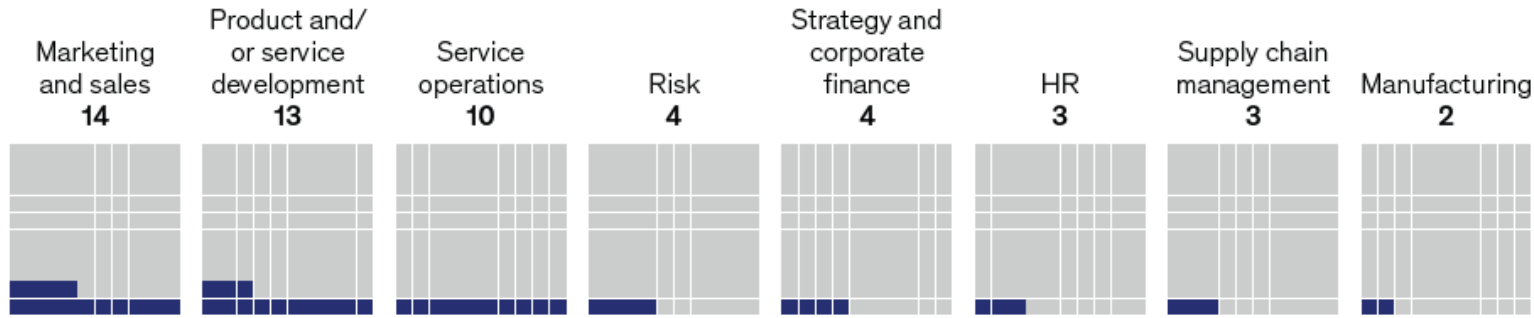 Marketing
and sales
14
Product and/
or service
development
13
Service
operations
10
Risk
4
Strategy and
corporate
finance
4
HR
3
Supply chain
management
3
Manufacturing
2